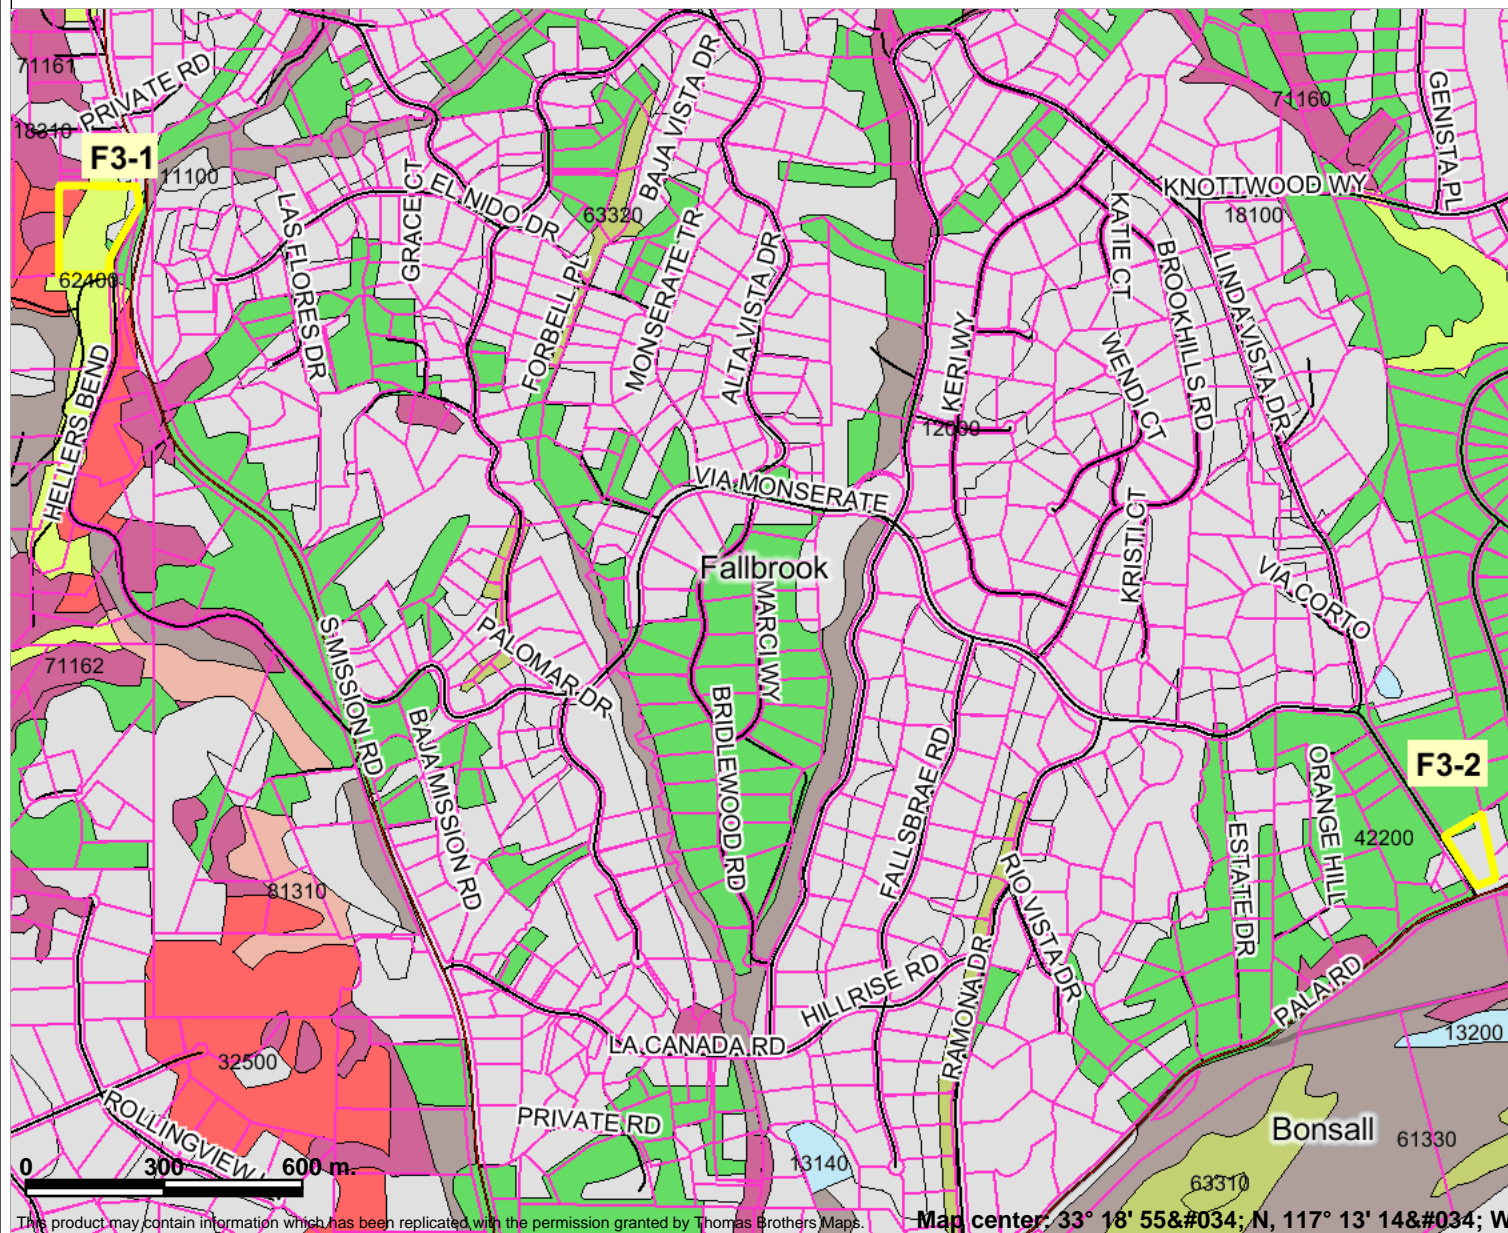 71161
PRIVATE RD
18310
F3-1
11100
62400
HELLERS BEND
LAS FLORES DR
GRACE CT
EL NIDO DR
63320
BAJA VISTA DR
MONSERATE TR
FORBELL PL
ALTA VISTA DR
71160
GENISTA PL
KNOTTWOOD WY
18100
KATIE CT
BROOKHILLS RD
LINDA VISTA DR
KERI WY
WENDI CT
12000
VIA MONSERATE
Fallbrook
MARCI WY
KRISTI CT
VIA CORTO
S MISSION RD
PALOMAR DR
71162
BAJA MISSION RD
BRIDLEWOOD RD
FALLSBRAE RD
F3-2
ORANGE HILL
42200
ESTATE DR
RIO VISTA DR
81310
HILLRISE RD
RAMONA DR
PALA RD
13200
LA CANADA RD
32500
ROLLINGVIEW
PRIVATE RD
13140
Bonsall
61330
63310
0 300 600 m.
This product may contain information which has been replicated with the permission granted by Thomas Brothers Maps.
Map center: 33° 18' 55&#034; N, 117° 13' 14&#034; W